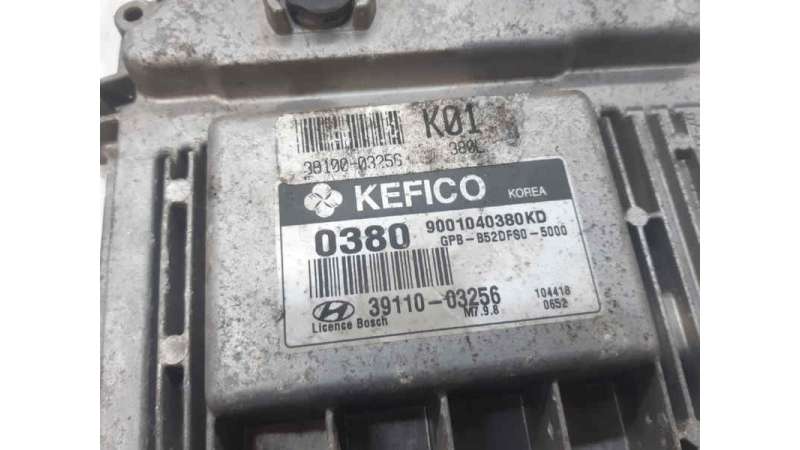 K01
39100-03256 380L
KEFICO KOREA
0380 9001040380KD
GPB-B52DFS0-5000
39110-03256 104418
Licence Bosch M7.9.8 0652